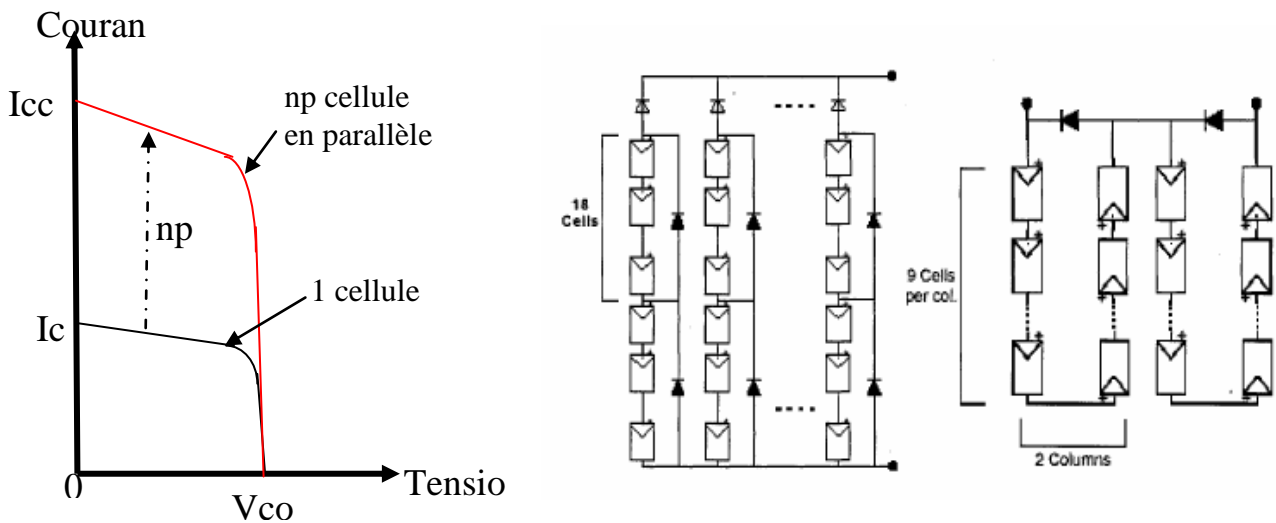 Couran
Icc
np cellule
en parallèle
np
1 cellule
Ic
0
Vco
Tensio
18
Cells
9 Cells
per col.
2 Columns